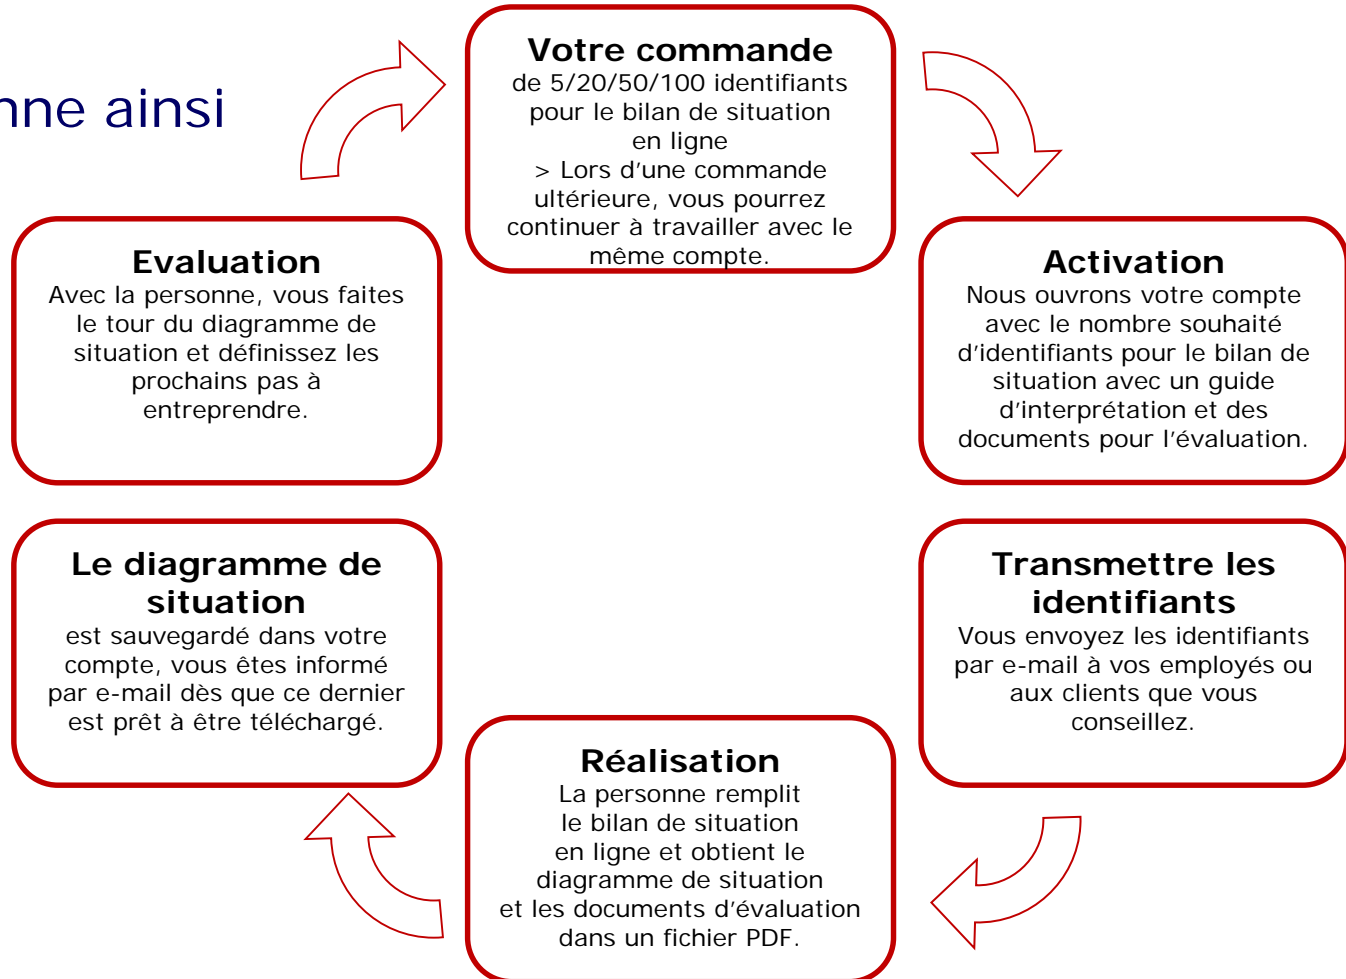 nne ainsi
Votre commande
de 5/20/50/100 identifiants
pour le bilan de situation
en ligne
> Lors d’une commande
ultérieure, vous pourrez
continuer à travailler avec le
même compte.
Activation
Nous ouvrons votre compte
avec le nombre souhaité
d’identifiants pour le bilan de
situation avec un guide
d’interprétation et des
documents pour l’évaluation.
Transmettre les
identifiants
Vous envoyez les identifiants
par e-mail à vos employés ou
aux clients que vous
conseillez.
Réalisation
La personne remplit
le bilan de situation
en ligne et obtient le
diagramme de situation
et les documents d’évaluation
dans un fichier PDF.
Le diagramme de
situation
est sauvegardé dans votre
compte, vous êtes informé
par e-mail dès que ce dernier
est prêt à être téléchargé.
Evaluation
Avec la personne, vous faites
le tour du diagramme de
situation et définissez les
prochains pas à
entreprendre.